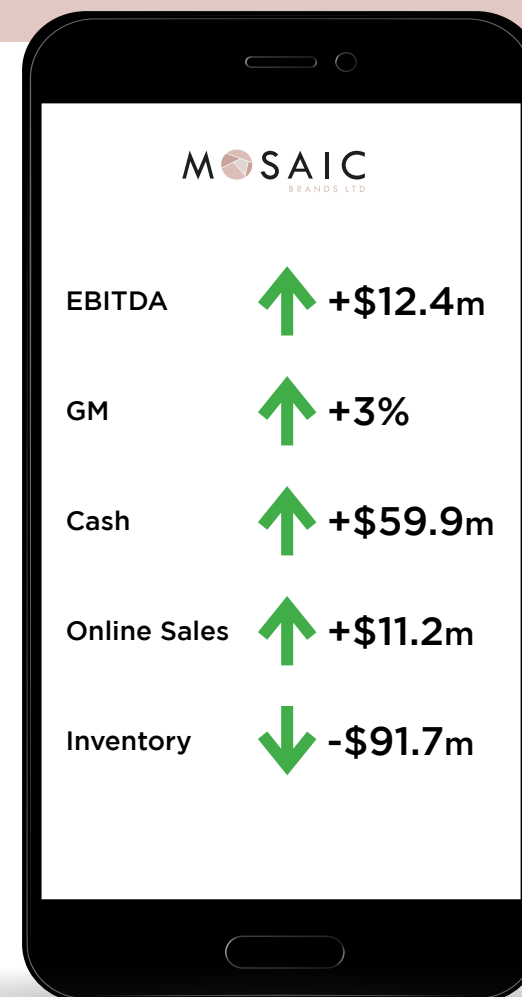 MOSAIC
BRANDS LTD
EBITDA +$12.4m
GM +3%
Cash +$59.9m
Online Sales +$11.2m
Inventory -$91.7m